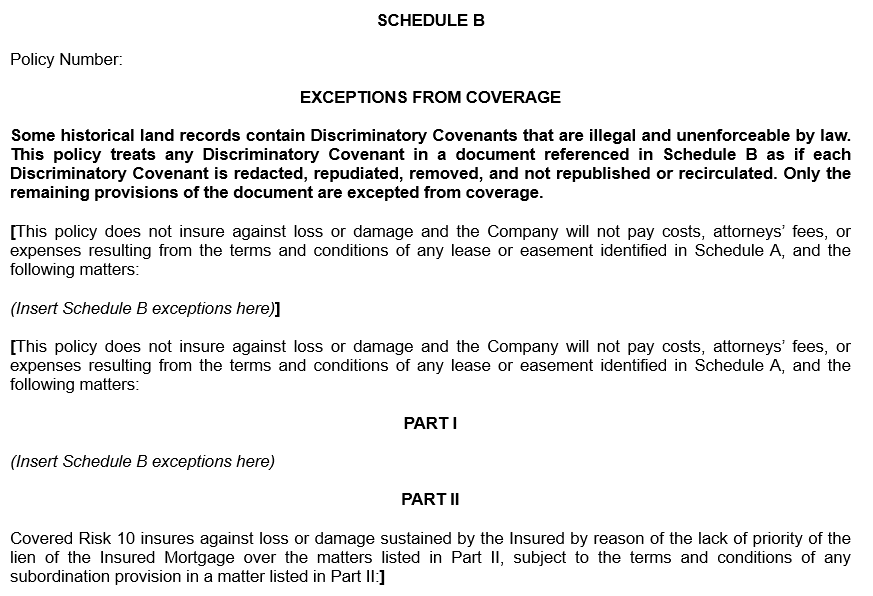 SCHEDULE B
Policy Number:
EXCEPTIONS FROM COVERAGE
Some historical land records contain Discriminatory Covenants that are illegal and unenforceable by law.
This policy treats any Discriminatory Covenant in a document referenced in Schedule B as if each
Discriminatory Covenant is redacted, repudiated, removed, and not republished or recirculated. Only the
remaining provisions of the document are excepted from coverage.
[This policy does not insure against loss or damage and the Company will not pay costs, attorneys’ fees, or
expenses resulting from the terms and conditions of any lease or easement identified in Schedule A, and the
following matters:
(Insert Schedule B exceptions here)]
[This policy does not insure against loss or damage and the Company will not pay costs, attorneys’ fees, or
expenses resulting from the terms and conditions of any lease or easement identified in Schedule A, and the
following matters:
PART I
(Insert Schedule B exceptions here)
PART II
Covered Risk 10 insures against loss or damage sustained by the Insured by reason of the lack of priority of the
lien of the Insured Mortgage over the matters listed in Part II, subject to the terms and conditions of any
subordination provision in a matter listed in Part II:]